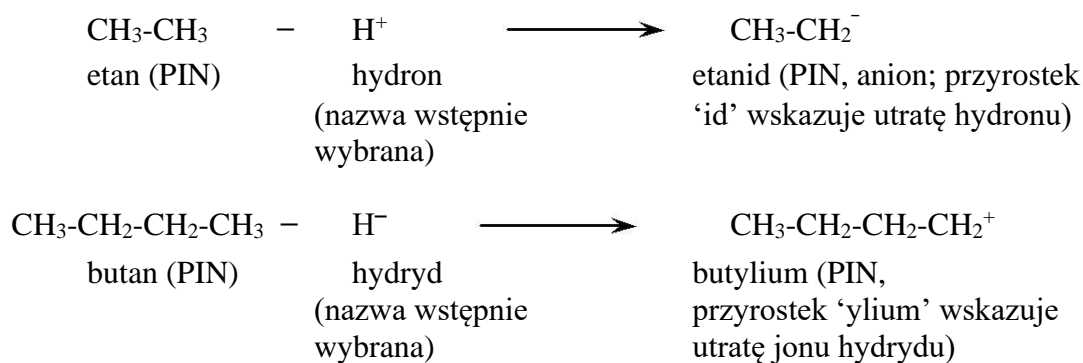 CH₃-CH₃ − H⁺ ⟶ CH₃-CH₂⁻
etan (PIN) hydron etanid (PIN, anion; przyrostek
(nazwa wstępnie ‘id’ wskazuje utratę hydronu)
wybrana)
CH₃-CH₂-CH₂-CH₃ − H⁻ ⟶ CH₃-CH₂-CH₂-CH₂⁺
butan (PIN) hydryd butylium (PIN,
(nazwa wstępnie przyrostek ‘ylium’ wskazuje
wybrana) utratę jonu hydrydu)